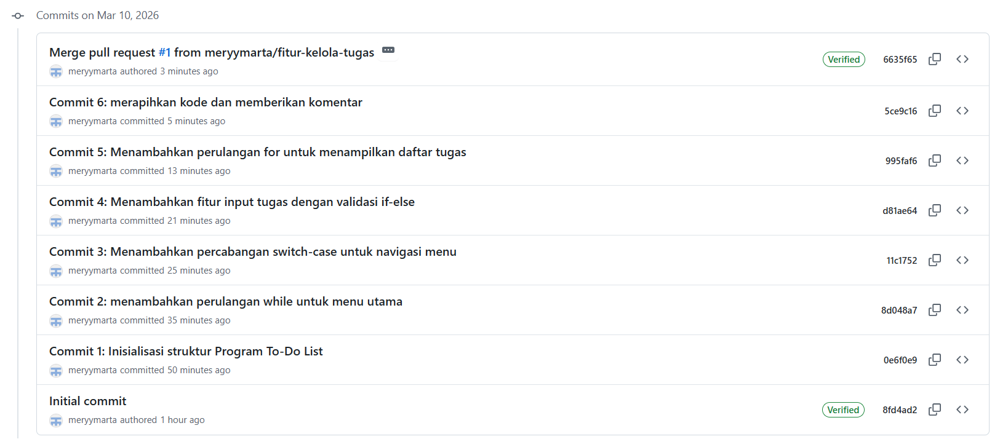 Commits on Mar 10, 2026
Merge pull request #1 from meryymarta/fitur-kelola-tugas
meryymarta authored 3 minutes ago
Verified
6635f65
Commit 6: merapihkan kode dan memberikan komentar
meryymarta committed 5 minutes ago
5ce9c16
Commit 5: Menambahkan perulangan for untuk menampilkan daftar tugas
meryymarta committed 13 minutes ago
995faf6
Commit 4: Menambahkan fitur input tugas dengan validasi if-else
meryymarta committed 21 minutes ago
d81ae64
Commit 3: Menambahkan percabangan switch-case untuk navigasi menu
meryymarta committed 25 minutes ago
11c1752
Commit 2: menambahkan perulangan while untuk menu utama
meryymarta committed 35 minutes ago
8d048a7
Commit 1: Inisialisasi struktur Program To-Do List
meryymarta committed 50 minutes ago
0e6f0e9
Initial commit
meryymarta authored 1 hour ago
Verified
8fd4ad2